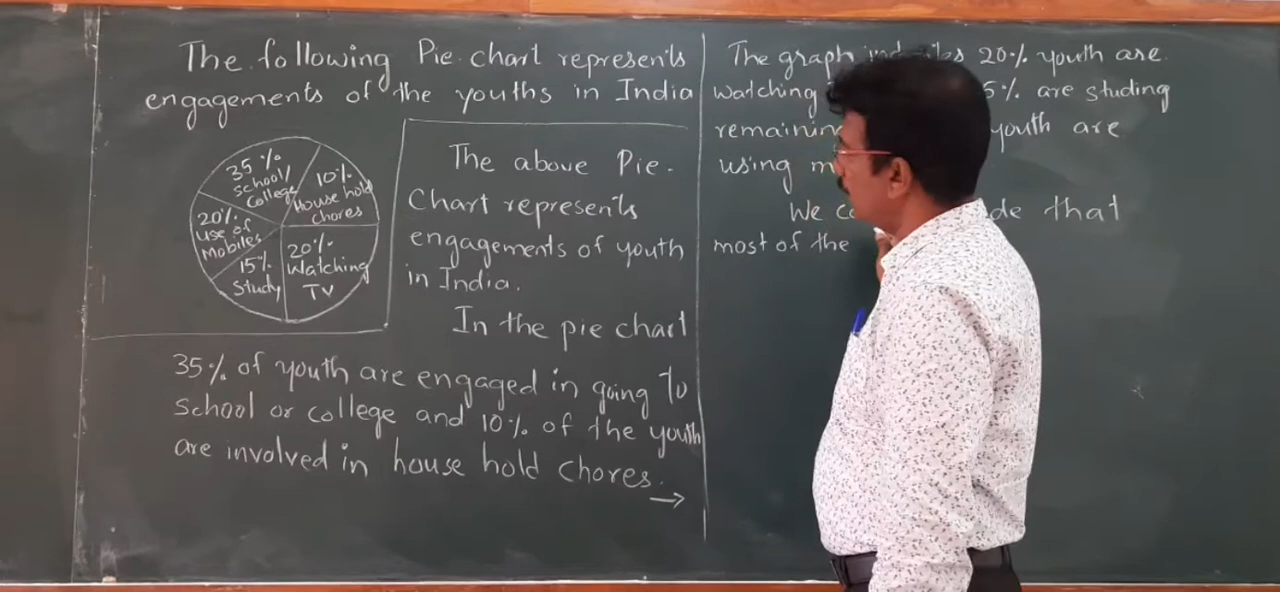 The following Pie chart represents
engagements of the youths in India
35%
School/
College
10%
House hold
chores
20%
use of
Mobiles
15%
Study
20%
Watching
TV
The above Pie
Chart represents
engagements of youth
in India.
In the pie chart
35% of youth are engaged in going to
School or college and 10% of the youth
are involved in house hold chores.
The graph 20% youth are
watching 5% are studing
remaining youth are
using
We that
most of the